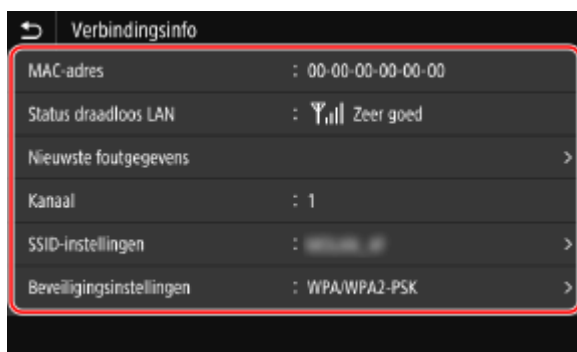 Verbindingsinfo
MAC-adres : 00-00-00-00-00-00
Status draadloos LAN : Zeer goed
Nieuwste foutgegevens
Kanaal : 1
SSID-instellingen :
Beveiligingsinstellingen : WPA/WPA2-PSK